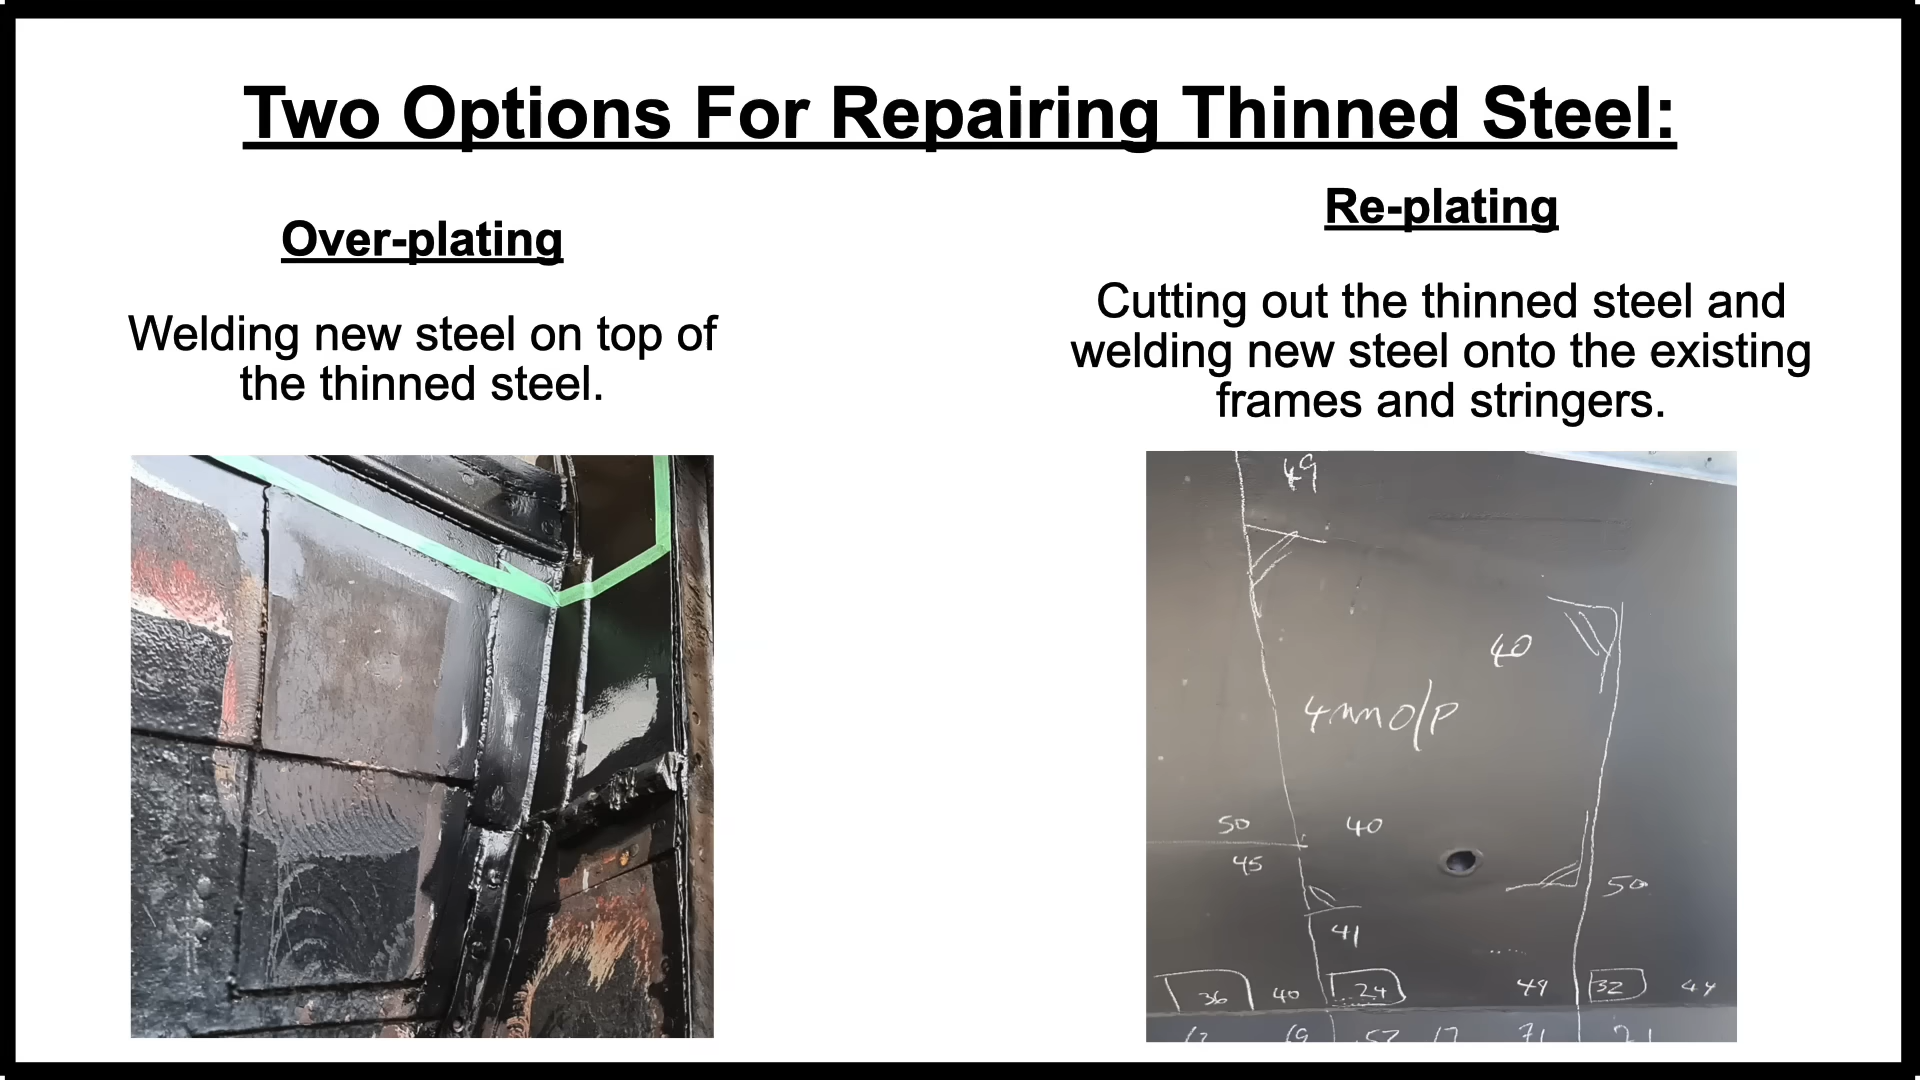 Two Options For Repairing Thinned Steel:
Over-plating
Welding new steel on top of
the thinned steel.
Re-plating
Cutting out the thinned steel and
welding new steel onto the existing
frames and stringers.
49
40
4mm O/P
50 40
45
50
41
36 40 24 49 32 44